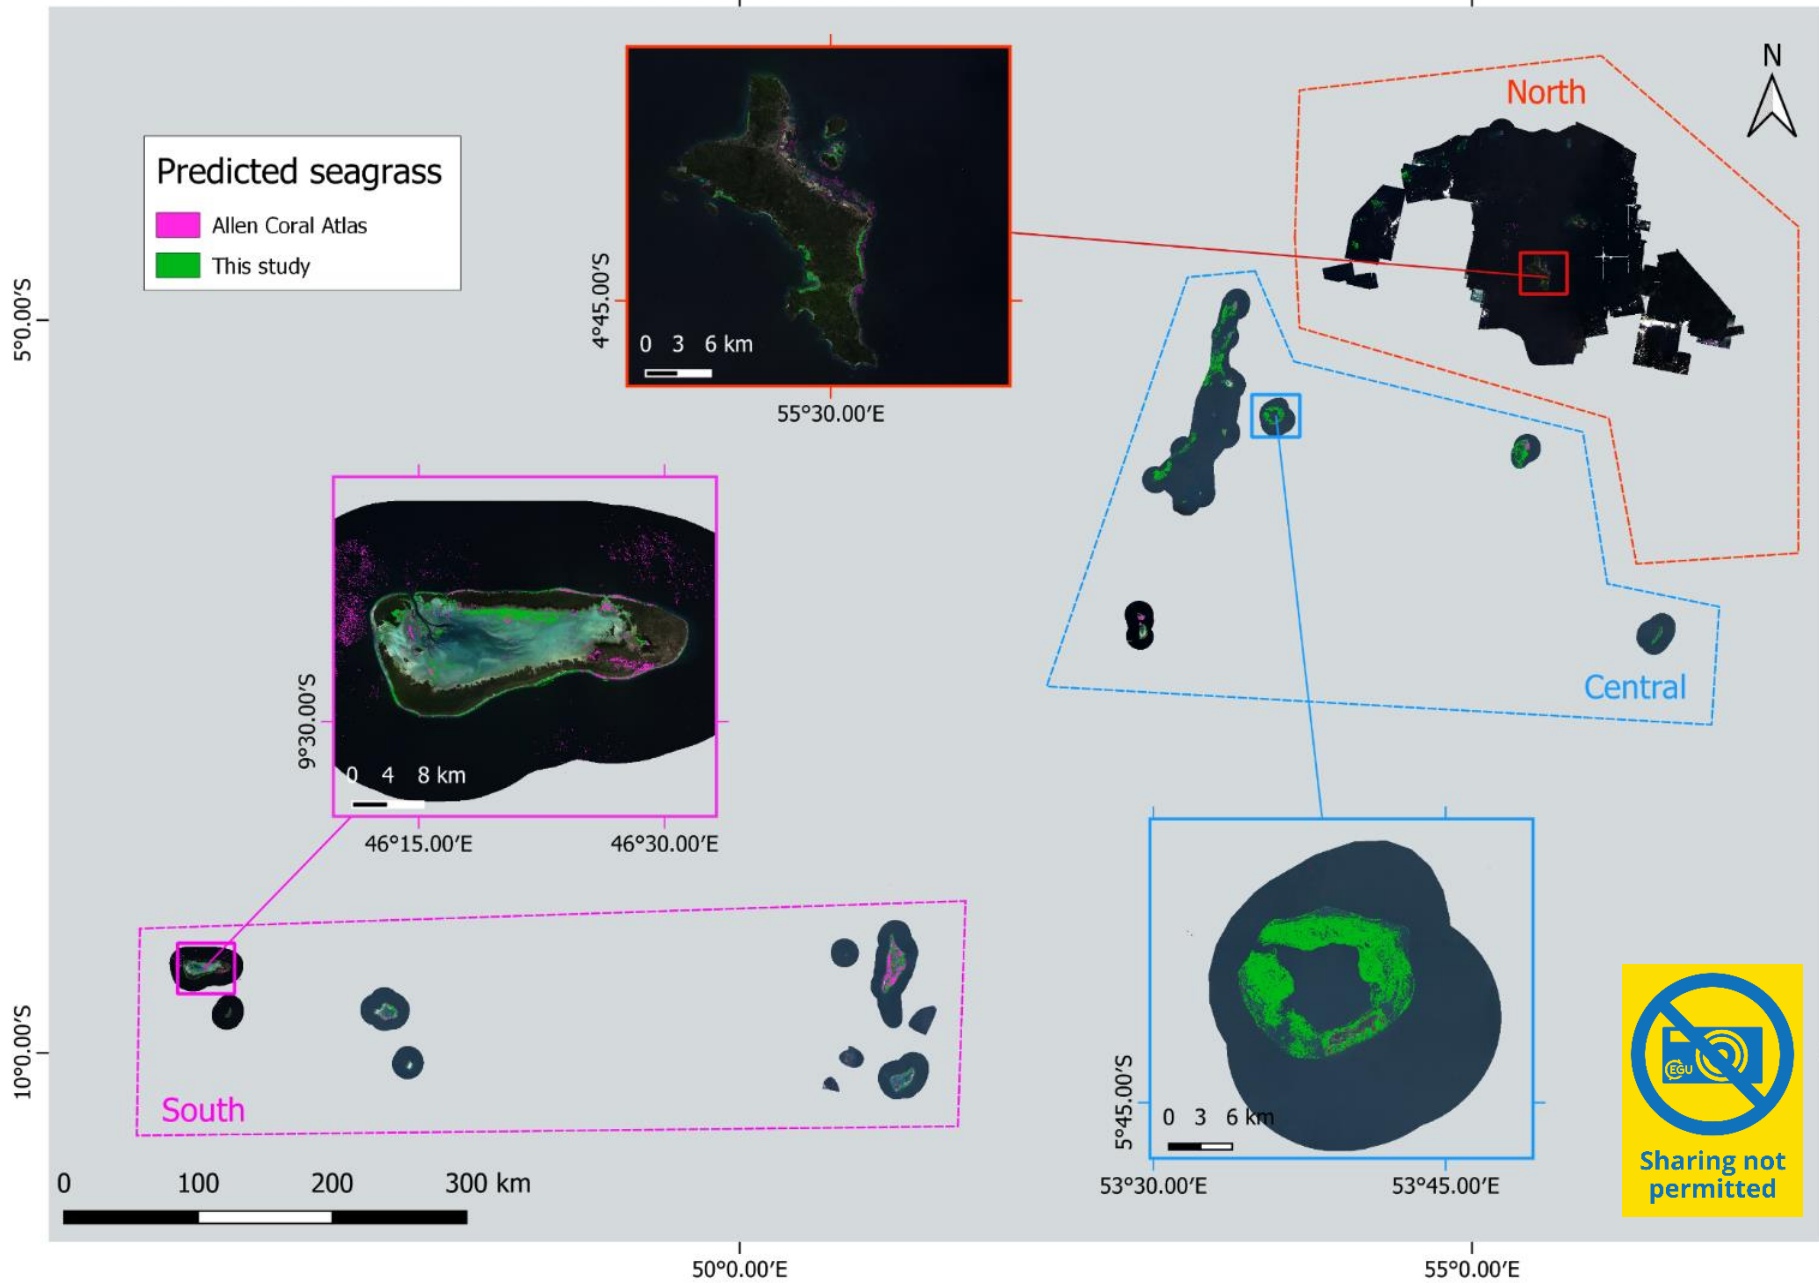 N
North
Predicted seagrass
Allen Coral Atlas
This study
4°45.00′S
0 3 6 km
55°30.00′E
5°0.00′S
9°30.00′S
0 4 8 km
46°15.00′E 46°30.00′E
Central
South
10°0.00′S
5°45.00′S
0 3 6 km
53°30.00′E 53°45.00′E
EGU
Sharing not
permitted
0 100 200 300 km
50°0.00′E 55°0.00′E